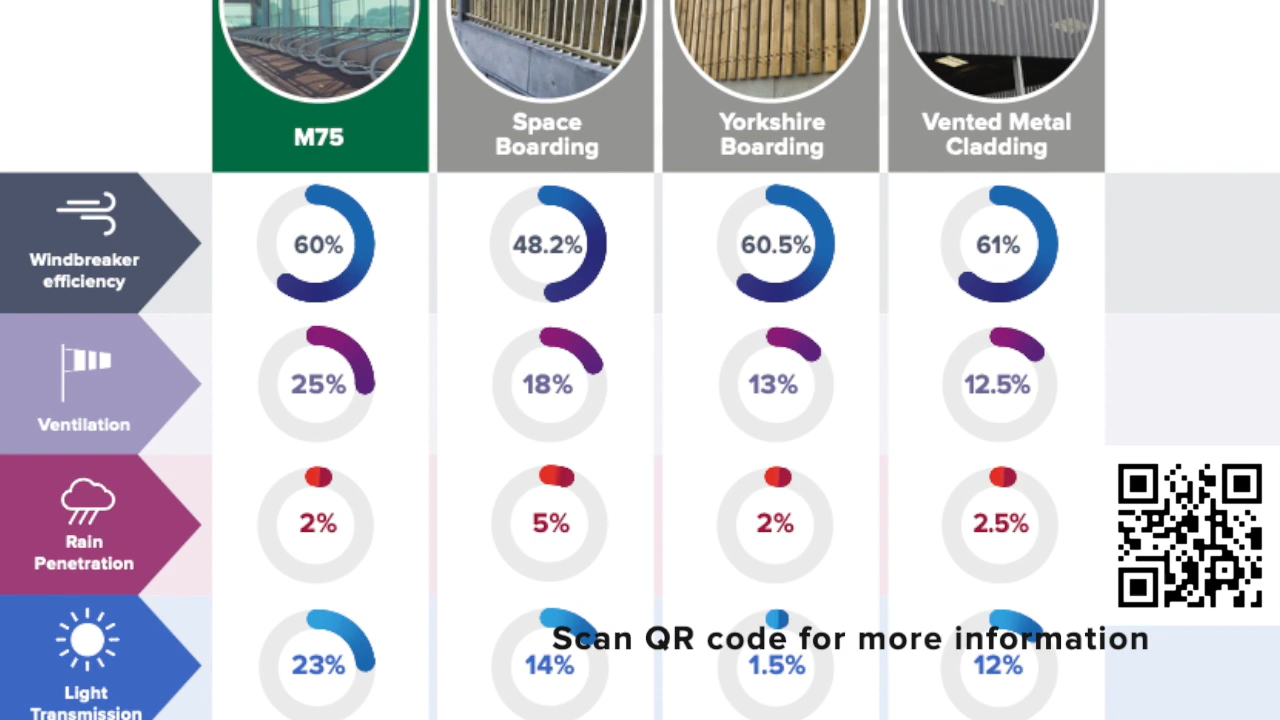 M75
Space
Boarding
Yorkshire
Boarding
Vented Metal
Cladding
Windbreaker
efficiency
60%
48.2%
60.5%
61%
Ventilation
25%
18%
13%
12.5%
Rain
Penetration
2%
5%
2%
2.5%
Scan QR code for more information
Light
Transmission
23%
14%
1.5%
12%